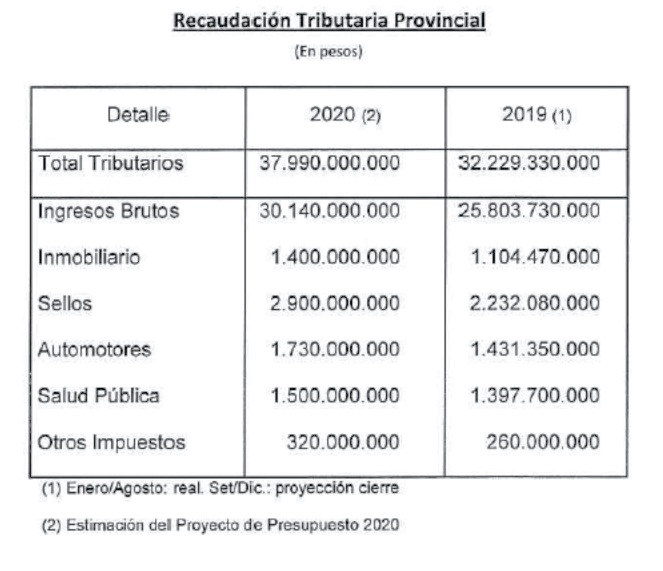 Recaudación Tributaria Provincial
(En pesos)
Detalle 2020 (2) 2019 (1)
Total Tributarios 37.990.000.000 32.229.330.000
Ingresos Brutos 30.140.000.000 25.803.730.000
Inmobiliario 1.400.000.000 1.104.470.000
Sellos 2.900.000.000 2.232.080.000
Automotores 1.730.000.000 1.431.350.000
Salud Pública 1.500.000.000 1.397.700.000
Otros Impuestos 320.000.000 260.000.000
(1) Enero/Agosto: real. Set/Dic.: proyección cierre
(2) Estimación del Proyecto de Presupuesto 2020